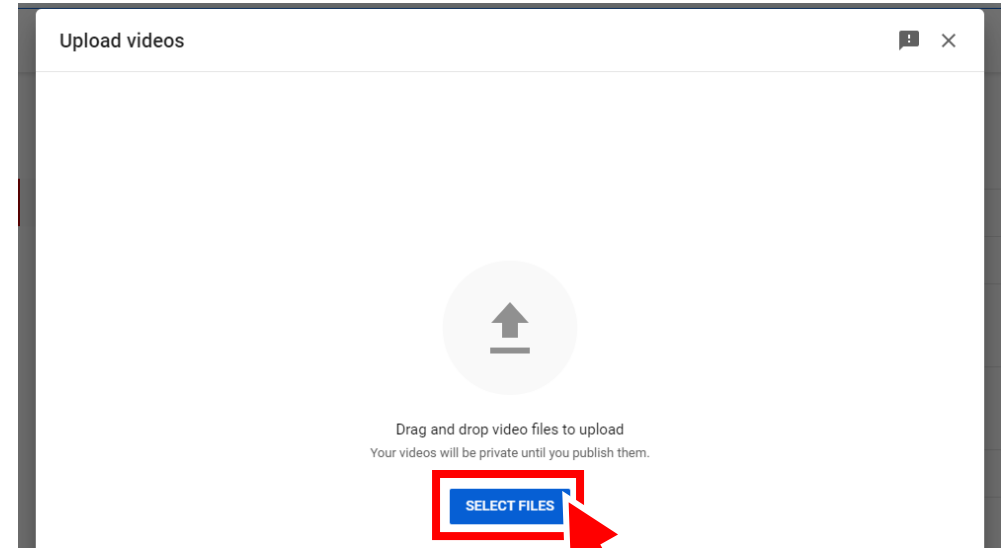 Upload videos
Drag and drop video files to upload
Your videos will be private until you publish them.
SELECT FILES